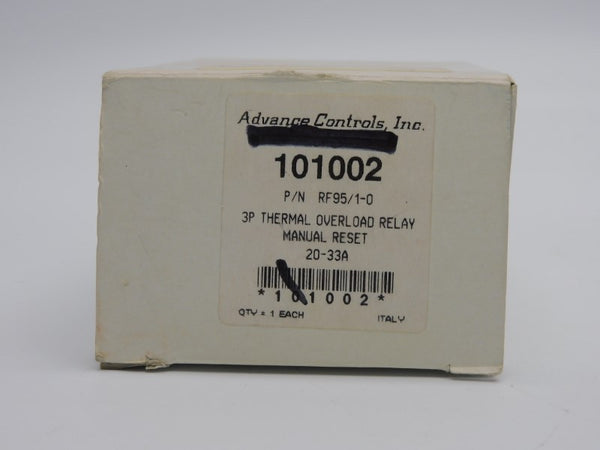 Advance Controls, Inc.
101002
P/N RF95/1-0
3P THERMAL OVERLOAD RELAY
MANUAL RESET
20-33A
*101002*
QTY = 1 EACH ITALY